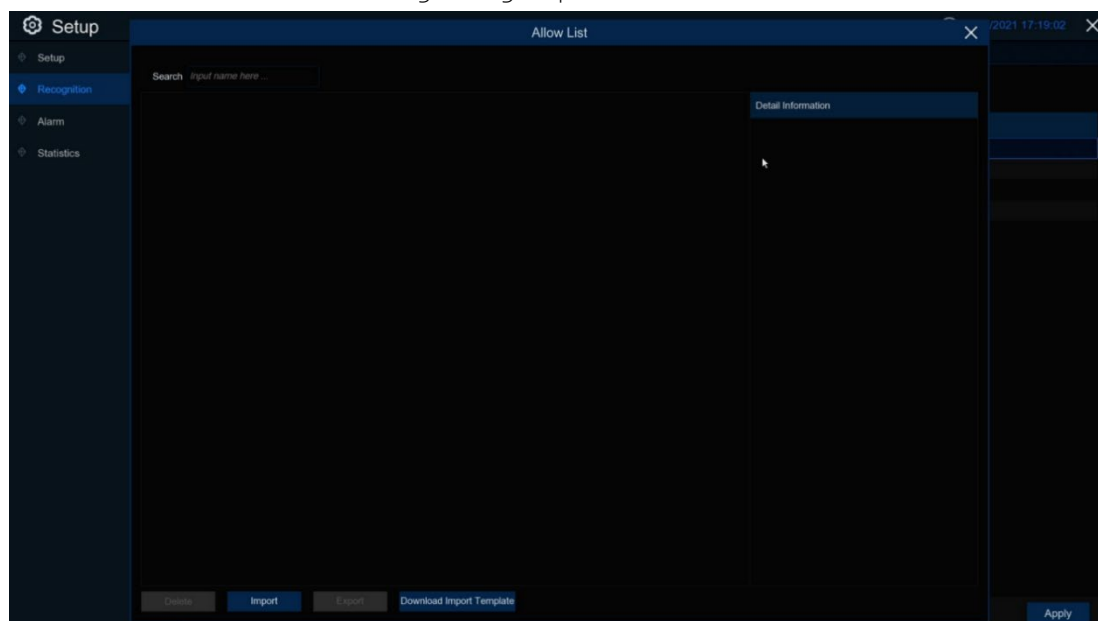 Setup
Allow List
/2021 17:19:02
Setup
Search Input name here ...
Recognition
Detail Information
Alarm
Statistics
Delete Import Export Download Import Template
Apply